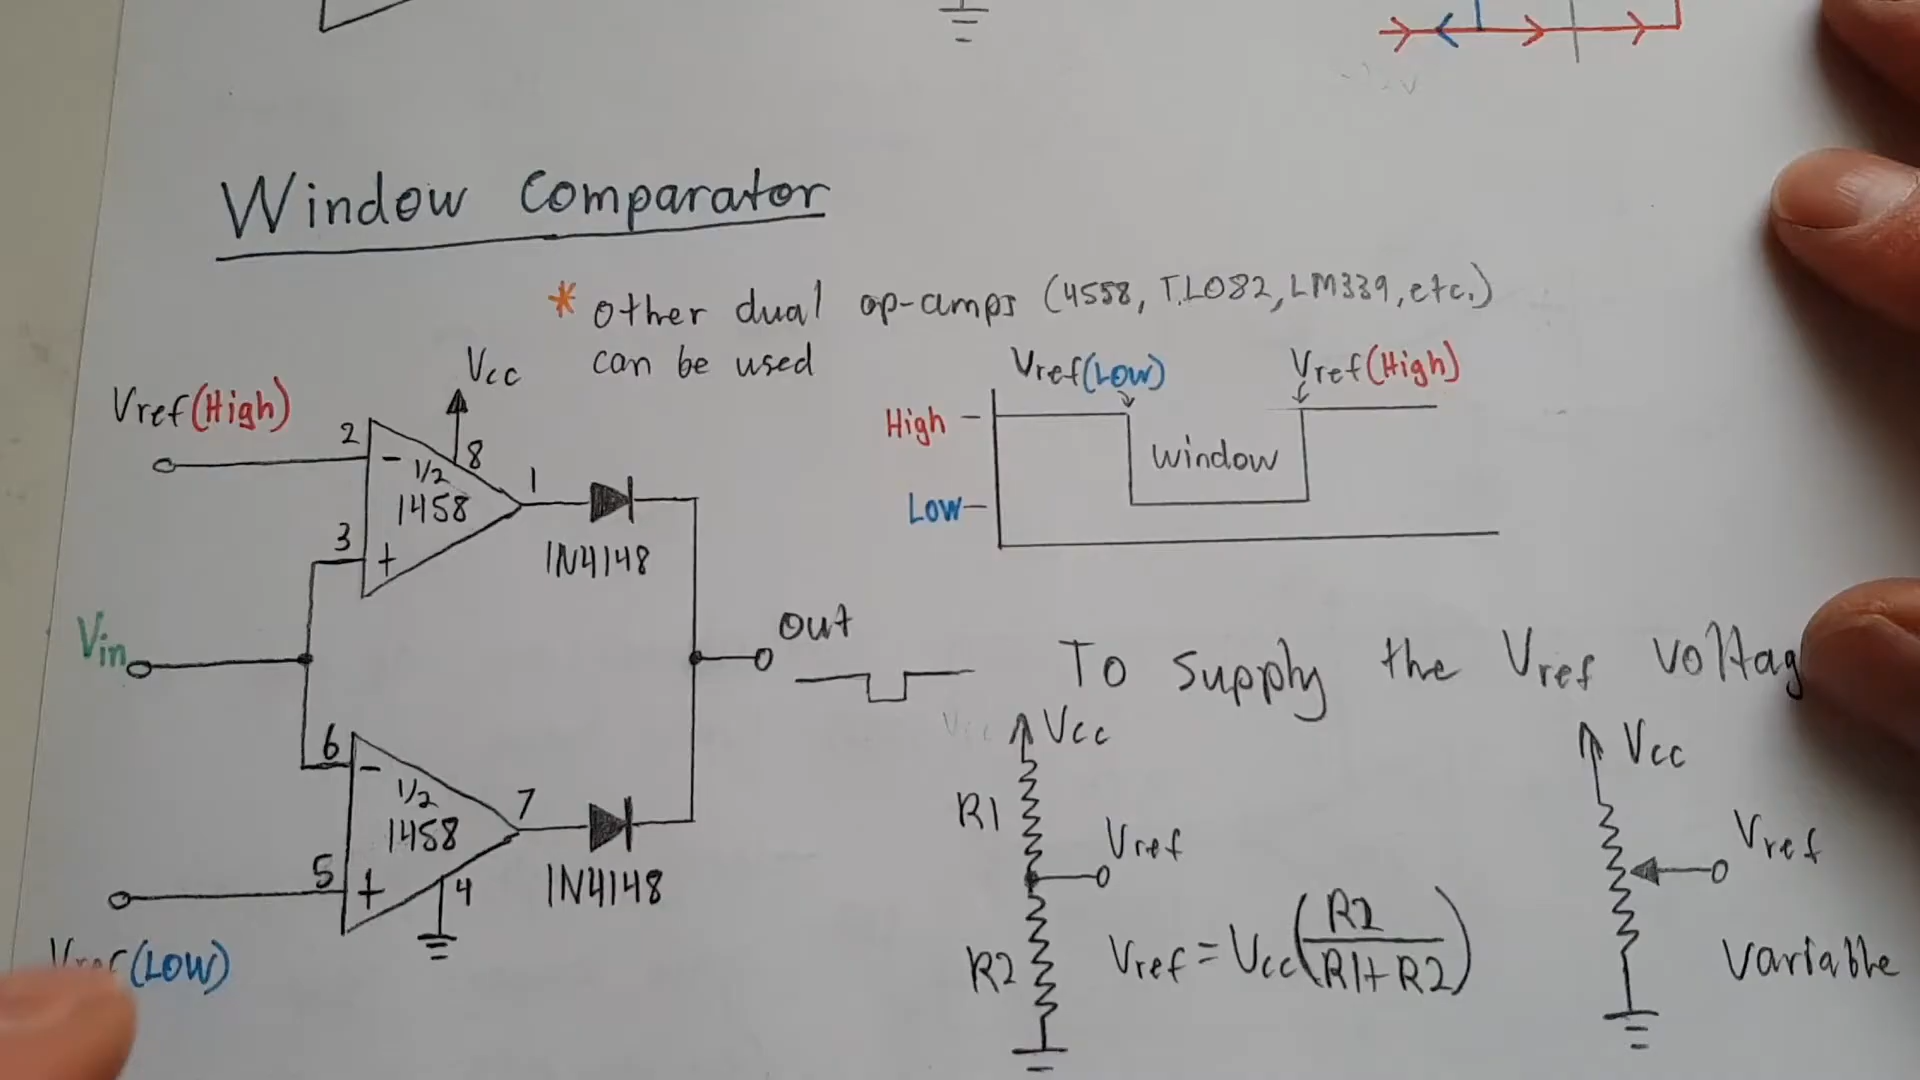 Window Comparator
* other dual op-amps (4558, TL082, LM339, etc.)
can be used
Vcc
Vref(High)
2
-
8
1/2
1458
1
3
+
1N4148
Vin
6
-
1/2
1458
7
5
+
4
1N4148
Vref(Low)
out
Vref(Low)
Vref(High)
High
Low
window
To supply the Vref voltag
Vcc
R1
Vref
R2
Vref = Vcc(R2/R1+R2)
Vcc
Vref
Variable